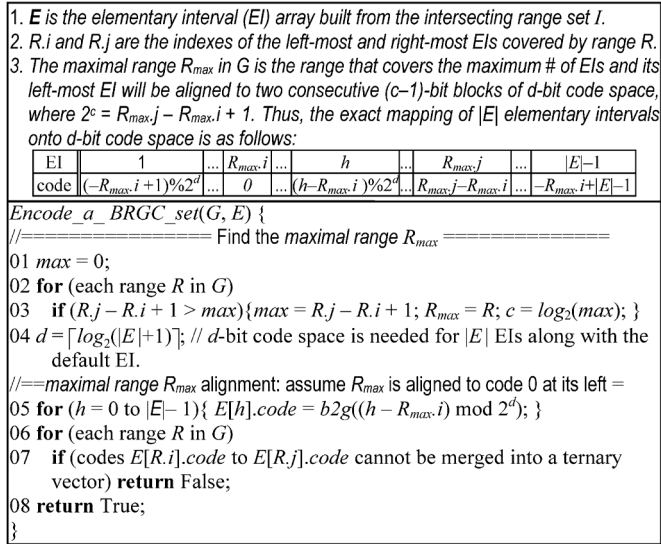 1. E is the elementary interval (EI) array built from the intersecting range set I.
2. R.i and R.j are the indexes of the left-most and right-most EIs covered by range R.
3. The maximal range Rmax in G is the range that covers the maximum # of EIs and its
left-most EI will be aligned to two consecutive (c–1)-bit blocks of d-bit code space,
where 2^c = Rmax.j – Rmax.i + 1. Thus, the exact mapping of |E| elementary intervals
onto d-bit code space is as follows:
EI 1 ... Rmax.i ... h ... Rmax.j ... |E|–1
code (–Rmax.i +1)%2^d ... 0 ... (h–Rmax.i )%2^d ... Rmax.j–Rmax.i ... –Rmax.i+|E|–1
Encode_a_ BRGC_set(G, E) {
//================ Find the maximal range Rmax ==============
01 max = 0;
02 for (each range R in G)
03 if (R.j – R.i + 1 > max){max = R.j – R.i + 1; Rmax = R; c = log2(max); }
04 d = ⌈log2(|E|+1)⌉; // d-bit code space is needed for |E| EIs along with the
default EI.
//==maximal range Rmax alignment: assume Rmax is aligned to code 0 at its left =
05 for (h = 0 to |E|– 1){ E[h].code = b2g((h – Rmax.i) mod 2^d); }
06 for (each range R in G)
07 if (codes E[R.i].code to E[R.j].code cannot be merged into a ternary
vector) return False;
08 return True;
}